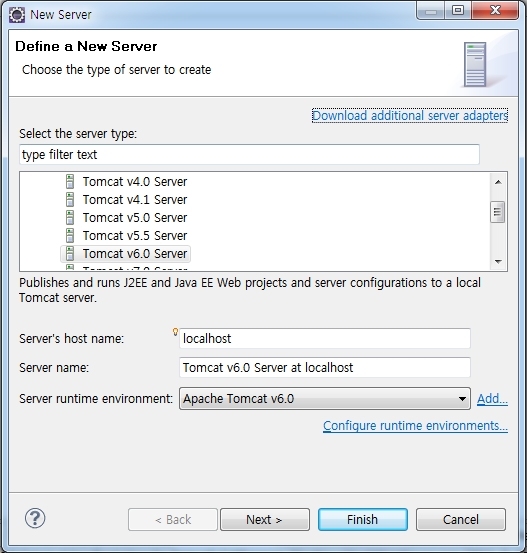 New Server
Define a New Server
Choose the type of server to create
Download additional server adapters
Select the server type:
type filter text
Tomcat v4.0 Server
Tomcat v4.1 Server
Tomcat v5.0 Server
Tomcat v5.5 Server
Tomcat v6.0 Server
Tomcat v7.0 Server
Publishes and runs J2EE and Java EE Web projects and server configurations to a local
Tomcat server.
Server's host name: localhost
Server name: Tomcat v6.0 Server at localhost
Server runtime environment: Apache Tomcat v6.0 Add...
Configure runtime environments...
? < Back Next > Finish Cancel